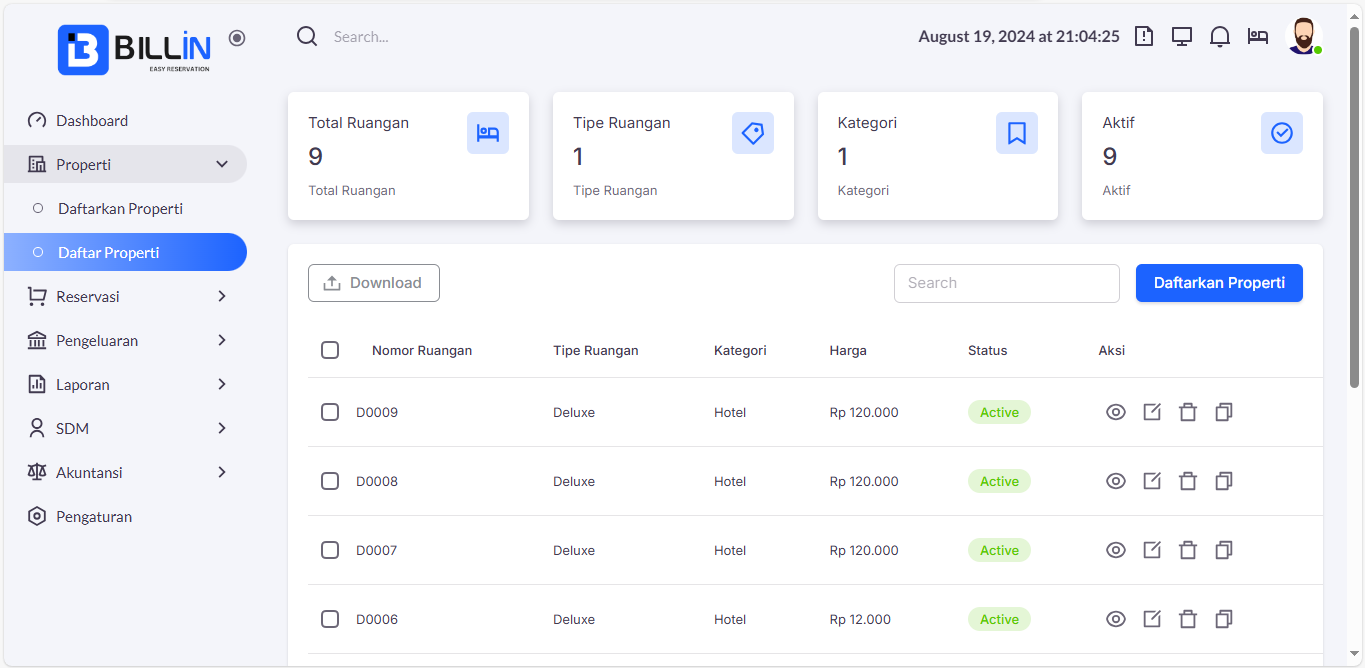 BILLIN
EASY RESERVATION
Search...
August 19, 2024 at 21:04:25
Dashboard
Properti
Daftarkan Properti
Daftar Properti
Reservasi
Pengeluaran
Laporan
SDM
Akuntansi
Pengaturan
Total Ruangan
9
Total Ruangan
Tipe Ruangan
1
Tipe Ruangan
Kategori
1
Kategori
Aktif
9
Aktif
Download
Search
Daftarkan Properti
Nomor Ruangan Tipe Ruangan Kategori Harga Status Aksi
D0009 Deluxe Hotel Rp 120.000 Active
D0008 Deluxe Hotel Rp 120.000 Active
D0007 Deluxe Hotel Rp 120.000 Active
D0006 Deluxe Hotel Rp 12.000 Active